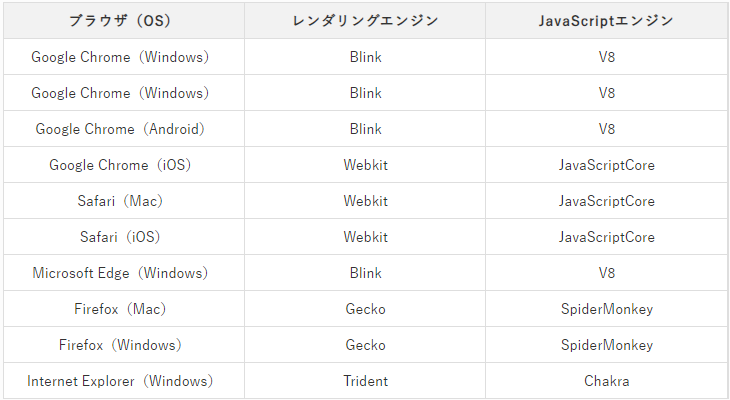 ブラウザ（OS） レンダリングエンジン JavaScriptエンジン
Google Chrome（Windows） Blink V8
Google Chrome（Windows） Blink V8
Google Chrome（Android） Blink V8
Google Chrome（iOS） Webkit JavaScriptCore
Safari（Mac） Webkit JavaScriptCore
Safari（iOS） Webkit JavaScriptCore
Microsoft Edge（Windows） Blink V8
Firefox（Mac） Gecko SpiderMonkey
Firefox（Windows） Gecko SpiderMonkey
Internet Explorer（Windows） Trident Chakra